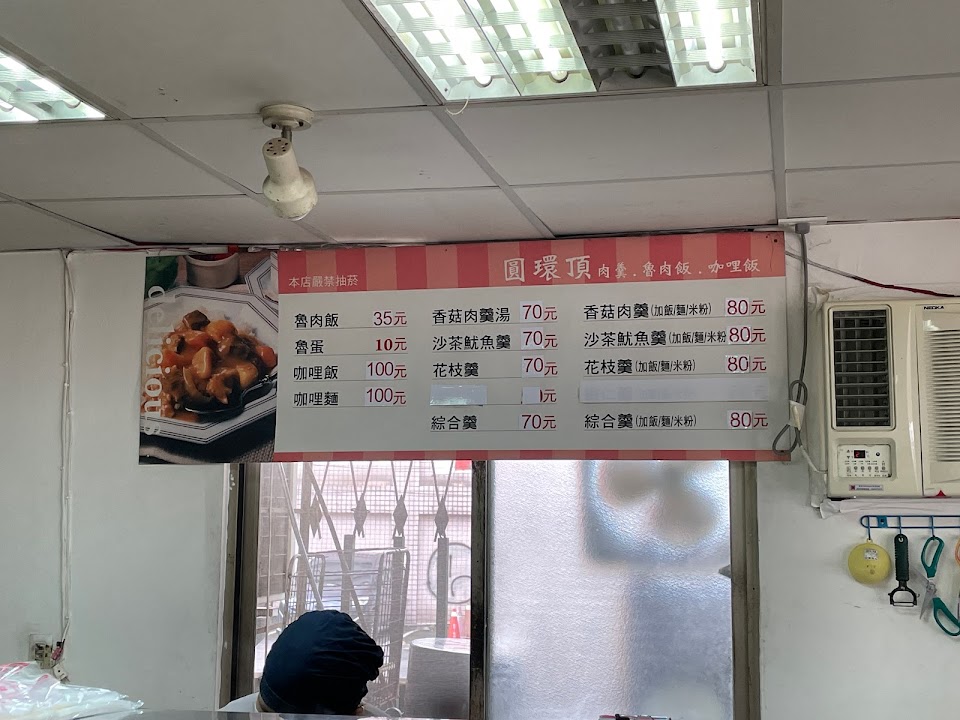 圓環頂 肉羹.魯肉飯.咖哩飯
本店嚴禁抽菸
delicious
魯肉飯 35元
魯蛋 10元
咖哩飯 100元
咖哩麵 100元
香菇肉羹湯 70元
沙茶魷魚羹 70元
花枝羹 70元
元
綜合羹 70元
香菇肉羹(加飯/麵/米粉) 80元
沙茶魷魚羹(加飯/麵/米粉 80元
花枝羹(加飯/麵/米粉) 80元
綜合羹(加飯/麵/米粉) 80元
NEOKA